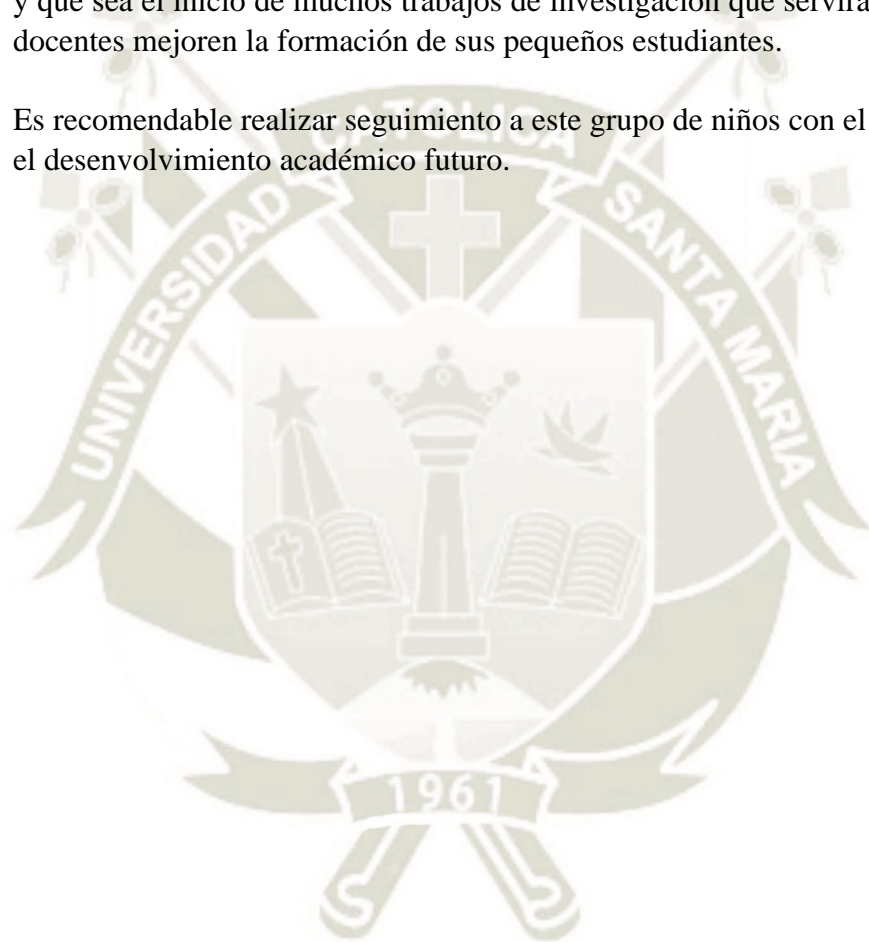 y que sea el inicio de muchos trabajos de investigación que servirá
docentes mejoren la formación de sus pequeños estudiantes.
Es recomendable realizar seguimiento a este grupo de niños con el
el desenvolvimiento académico futuro.
UNIVERSIDAD CATOLICA SANTA MARIA
1961